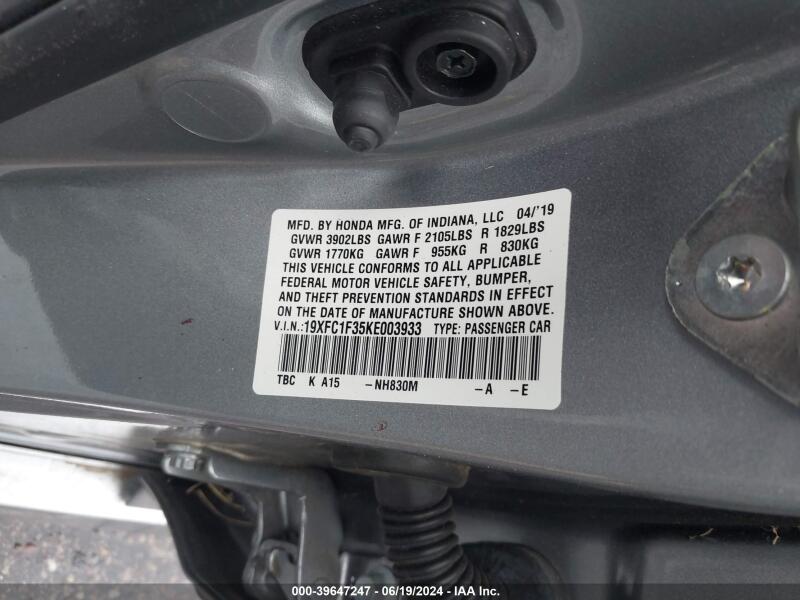 MFD. BY HONDA MFG. OF INDIANA, LLC 04/'19
GVWR 3902LBS GAWR F 2105LBS R 1829LBS
GVWR 1770KG GAWR F 955KG R 830KG
THIS VEHICLE CONFORMS TO ALL APPLICABLE
FEDERAL MOTOR VEHICLE SAFETY, BUMPER,
AND THEFT PREVENTION STANDARDS IN EFFECT
ON THE DATE OF MANUFACTURE SHOWN ABOVE.
V.I.N.:19XFC1F35KE003933 TYPE: PASSENGER CAR
TBC K A15 -NH830M -A -E
000-39647247 - 06/19/2024 - IAA Inc.